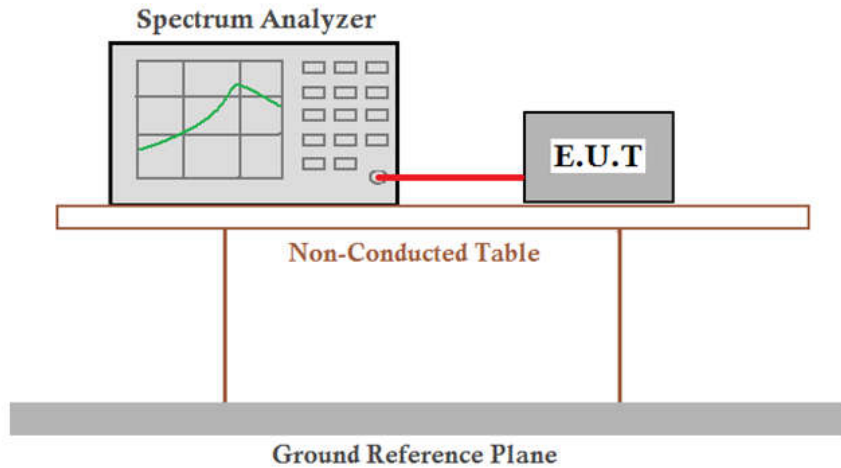 Spectrum Analyzer
E.U.T
Non-Conducted Table
Ground Reference Plane